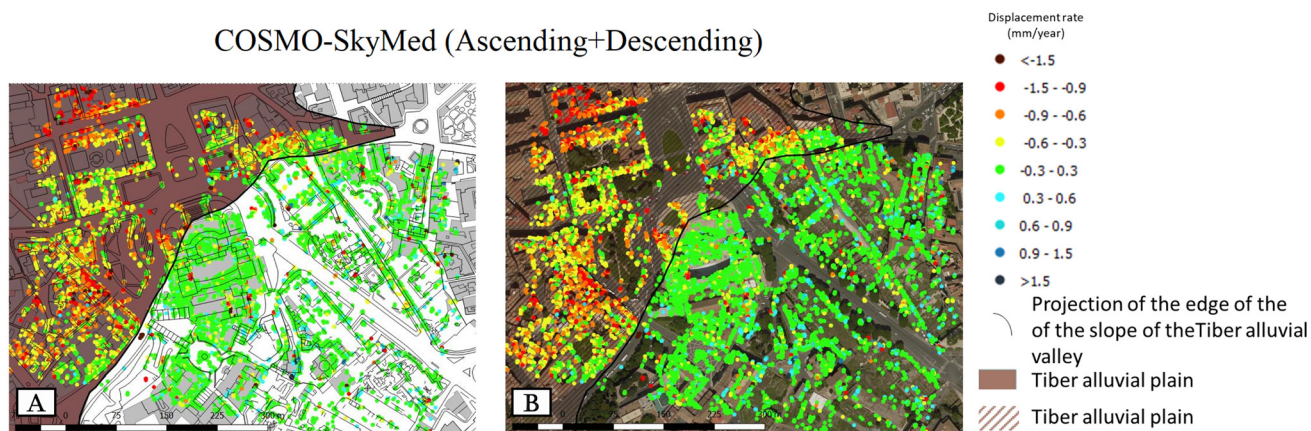 COSMO-SkyMed (Ascending+Descending)
Displacement rate
(mm/year)
<-1.5
-1.5 - -0.9
-0.9 - -0.6
-0.6 - -0.3
-0.3 - 0.3
0.3 - 0.6
0.6 - 0.9
0.9 - 1.5
>1.5
Projection of the edge of the
of the slope of theTiber alluvial
valley
Tiber alluvial plain
Tiber alluvial plain
A
0 75 150 225 300 m
B
0 75 150 225 300 m